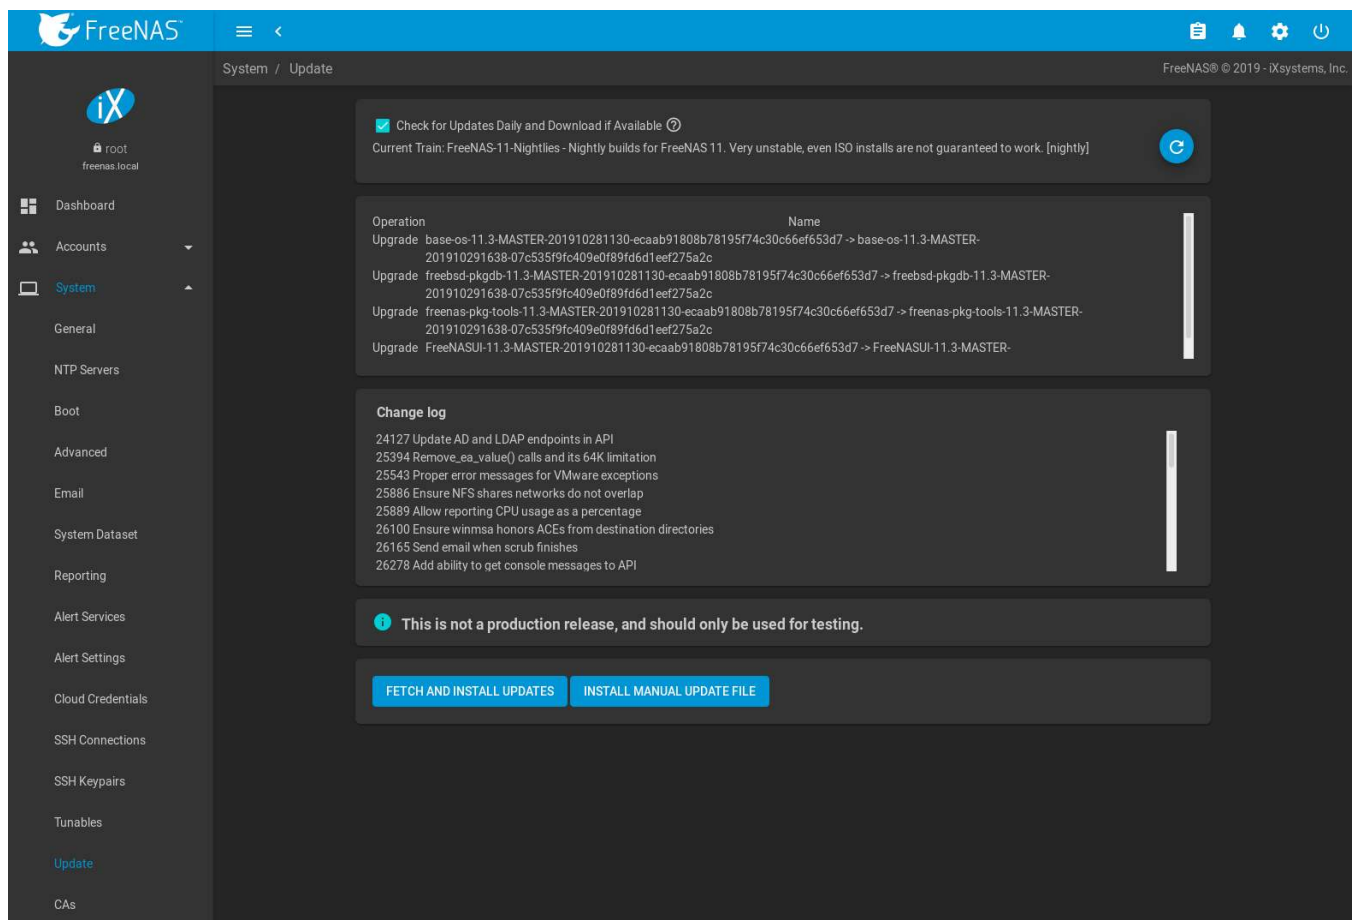 FreeNAS™
System / Update
FreeNAS® © 2019 - iXsystems, Inc.
iX
root
freenas.local
Dashboard
Accounts
System
General
NTP Servers
Boot
Advanced
Email
System Dataset
Reporting
Alert Services
Alert Settings
Cloud Credentials
SSH Connections
SSH Keypairs
Tunables
Update
CAs
Check for Updates Daily and Download if Available
Current Train: FreeNAS-11-Nightlies - Nightly builds for FreeNAS 11. Very unstable, even ISO installs are not guaranteed to work. [nightly]
Operation Name
Upgrade base-os-11.3-MASTER-201910281130-ecaab91808b78195f74c30c66ef653d7 -> base-os-11.3-MASTER-
201910291638-07c535f9fc409e0f89fd6d1eef275a2c
Upgrade freebsd-pkgdb-11.3-MASTER-201910281130-ecaab91808b78195f74c30c66ef653d7 -> freebsd-pkgdb-11.3-MASTER-
201910291638-07c535f9fc409e0f89fd6d1eef275a2c
Upgrade freenas-pkg-tools-11.3-MASTER-201910281130-ecaab91808b78195f74c30c66ef653d7 -> freenas-pkg-tools-11.3-MASTER-
201910291638-07c535f9fc409e0f89fd6d1eef275a2c
Upgrade FreeNASUI-11.3-MASTER-201910281130-ecaab91808b78195f74c30c66ef653d7 -> FreeNASUI-11.3-MASTER-
Change log
24127 Update AD and LDAP endpoints in API
25394 Remove_ea_value() calls and its 64K limitation
25543 Proper error messages for VMware exceptions
25886 Ensure NFS shares networks do not overlap
25889 Allow reporting CPU usage as a percentage
26100 Ensure winmsa honors ACEs from destination directories
26165 Send email when scrub finishes
26278 Add ability to get console messages to API
This is not a production release, and should only be used for testing.
FETCH AND INSTALL UPDATES
INSTALL MANUAL UPDATE FILE